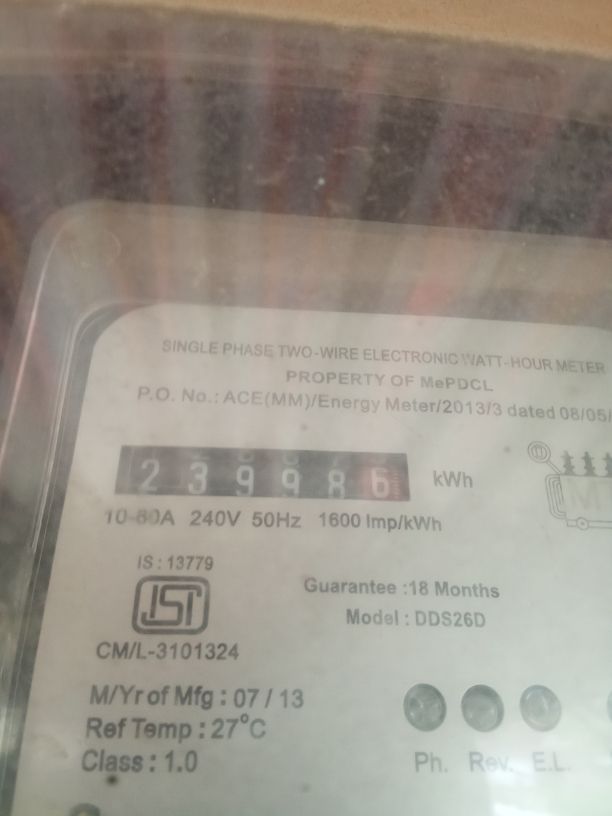 SINGLE PHASE TWO-WIRE ELECTRONIC WATT-HOUR METER
PROPERTY OF MePDCL
P.O. No.: ACE(MM)/Energy Meter/2013/3 dated 08/05/
239986 kWh
10-60A 240V 50Hz 1600 Imp/kWh
IS : 13779
ISI
CM/L-3101324
Guarantee :18 Months
Model : DDS26D
M/Yr of Mfg : 07 / 13
Ref Temp : 27°C
Class : 1.0
Ph. Rev. E.L.